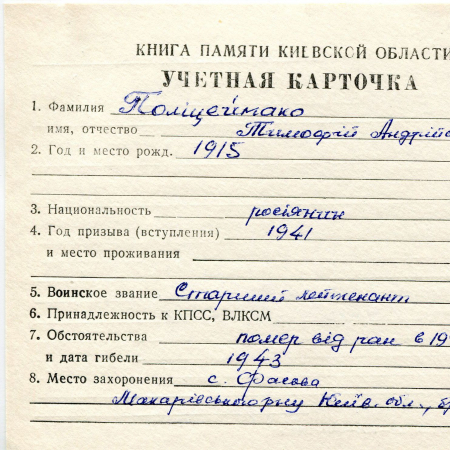 КНИГА ПАМЯТИ КИЕВСКОЙ ОБЛАСТИ
УЧЕТНАЯ КАРТОЧКА
1. Фамилия Поліцеймако
имя, отчество Тимофій Андрій
2. Год и место рожд. 1915
3. Национальность росіянин
4. Год призыва (вступления) 1941
и место проживания
5. Воинское звание Старший лейтенант
6. Принадлежность к КПСС, ВЛКСМ
7. Обстоятельства помер від ран в 19
и дата гибели 1943
8. Место захоронения с. Фасова
Макарівського р-ну Київ. обл.,